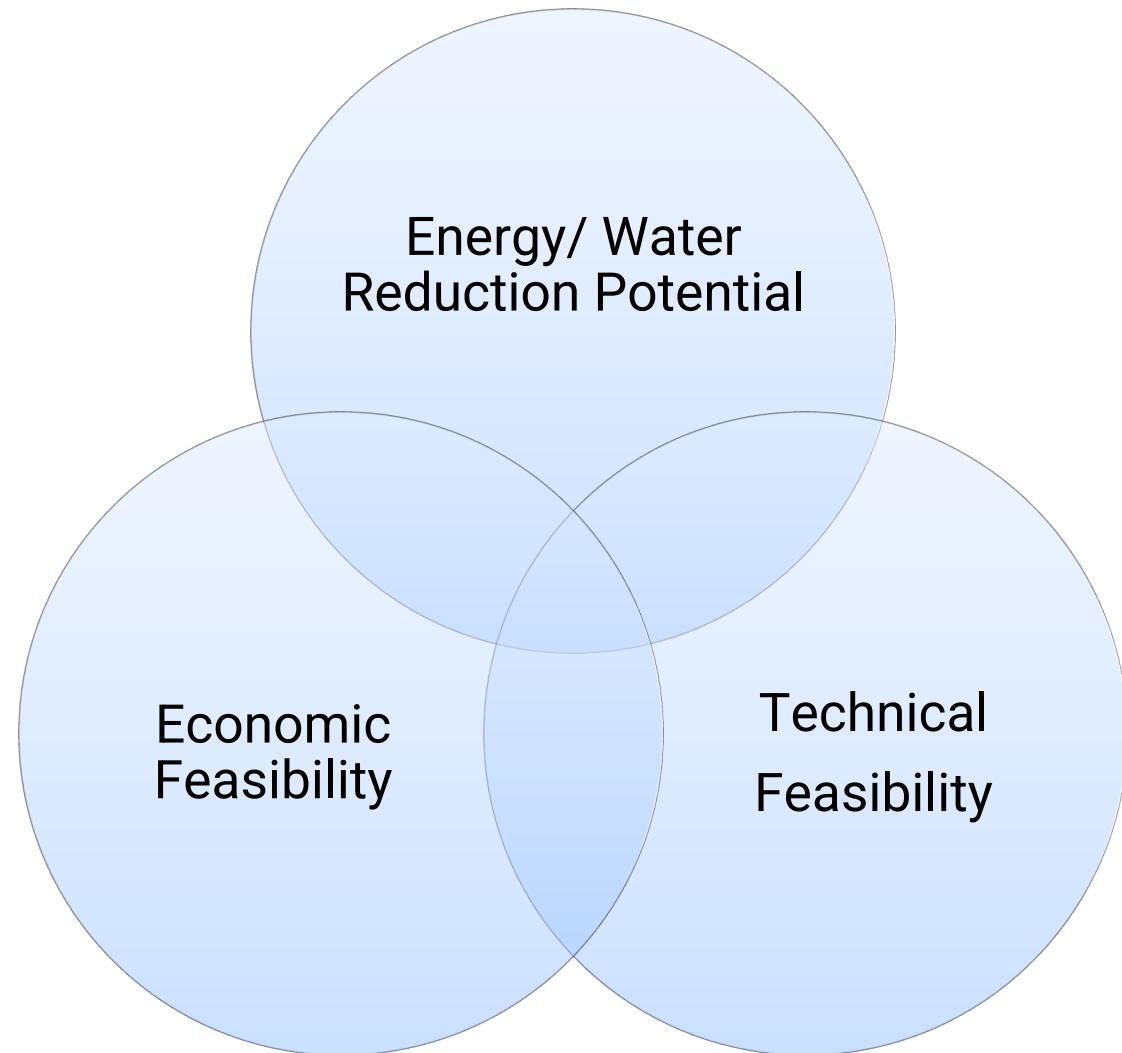 Energy/ Water
Reduction Potential
Economic
Feasibility
Technical
Feasibility